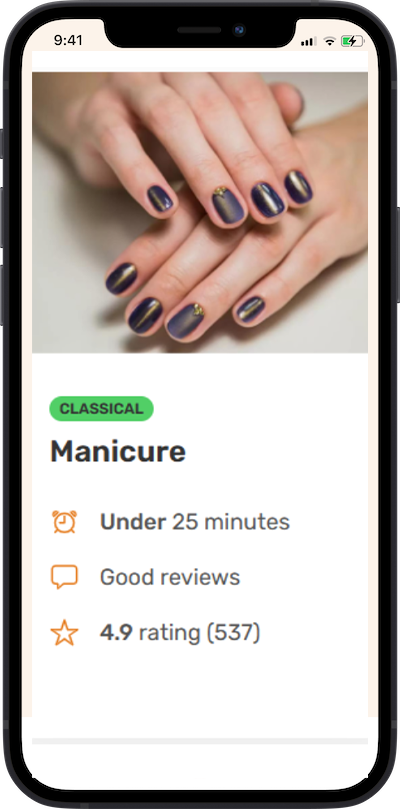 9:41
CLASSICAL
Manicure
Under 25 minutes
Good reviews
4.9 rating (537)